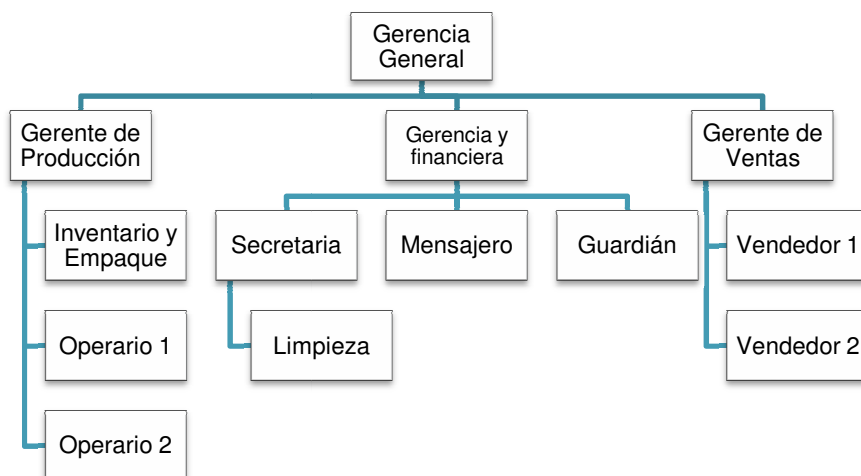 Gerencia
General
Gerente de
Producción
Gerencia y
financiera
Gerente de
Ventas
Inventario y
Empaque
Secretaria
Mensajero
Guardián
Vendedor 1
Operario 1
Limpieza
Vendedor 2
Operario 2